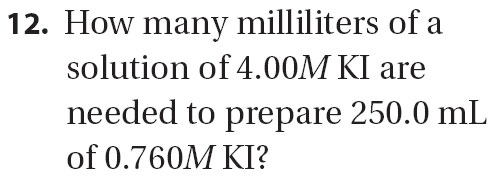 12. How many milliliters of a
solution of 4.00M KI are
needed to prepare 250.0 mL
of 0.760M KI?